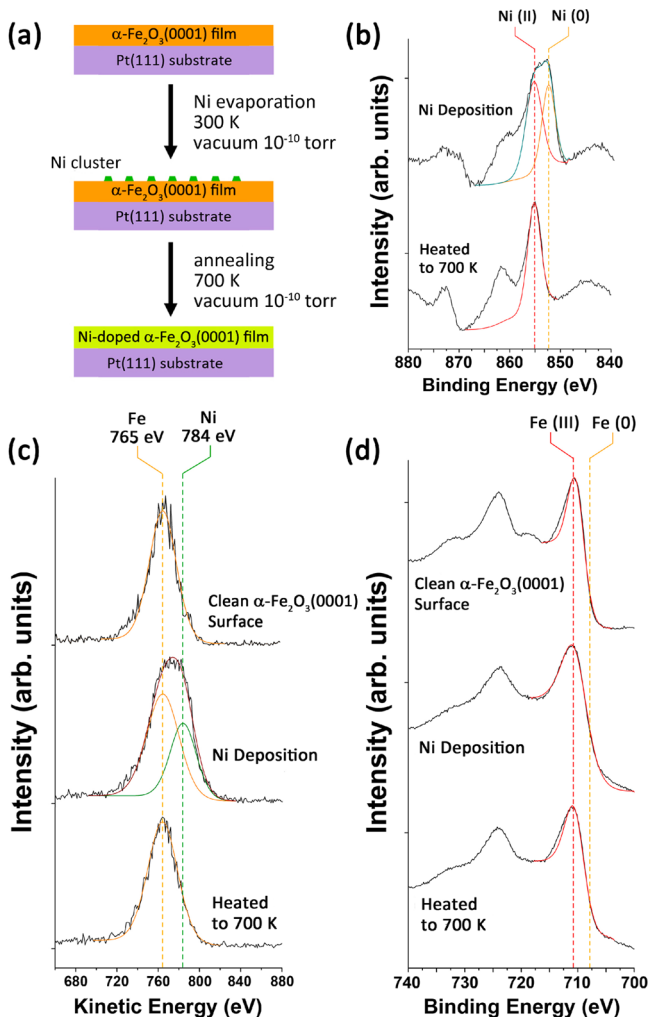 (a)
α-Fe₂O₃(0001) film
Pt(111) substrate
Ni evaporation
300 K
vacuum 10⁻¹⁰ torr
Ni cluster
α-Fe₂O₃(0001) film
Pt(111) substrate
annealing
700 K
vacuum 10⁻¹⁰ torr
Ni-doped α-Fe₂O₃(0001) film
Pt(111) substrate
(b)
Ni (II) Ni (0)
Intensity (arb. units)
Ni Deposition
Heated
to 700 K
880 870 860 850 840
Binding Energy (eV)
(c)
Fe
765 eV
Ni
784 eV
Intensity (arb. units)
Clean α-Fe₂O₃(0001)
Surface
Ni Deposition
Heated
to 700 K
680 720 760 800 840 880
Kinetic Energy (eV)
(d)
Fe (III) Fe (0)
Intensity (arb. units)
Clean α-Fe₂O₃(0001)
Surface
Ni Deposition
Heated
to 700 K
740 730 720 710 700
Binding Energy (eV)